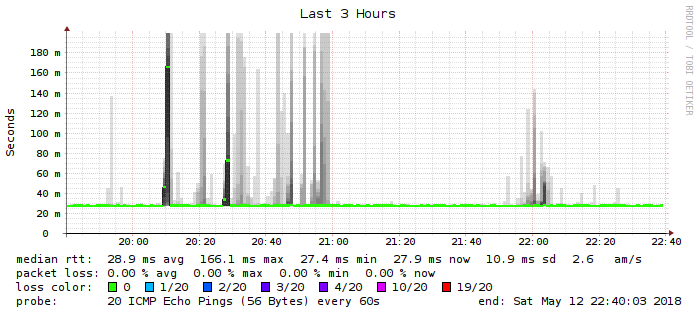 Last 3 Hours
RRDTOOL / TOBI OETIKER
Seconds
180 m
160 m
140 m
120 m
100 m
80 m
60 m
40 m
20 m
0
20:00 20:20 20:40 21:00 21:20 21:40 22:00 22:20 22:40
median rtt: 28.9 ms avg 166.1 ms max 27.4 ms min 27.9 ms now 10.9 ms sd 2.6 am/s
packet loss: 0.00 % avg 0.00 % max 0.00 % min 0.00 % now
loss color: 0 1/20 2/20 3/20 4/20 10/20 19/20
probe: 20 ICMP Echo Pings (56 Bytes) every 60s end: Sat May 12 22:40:03 2018